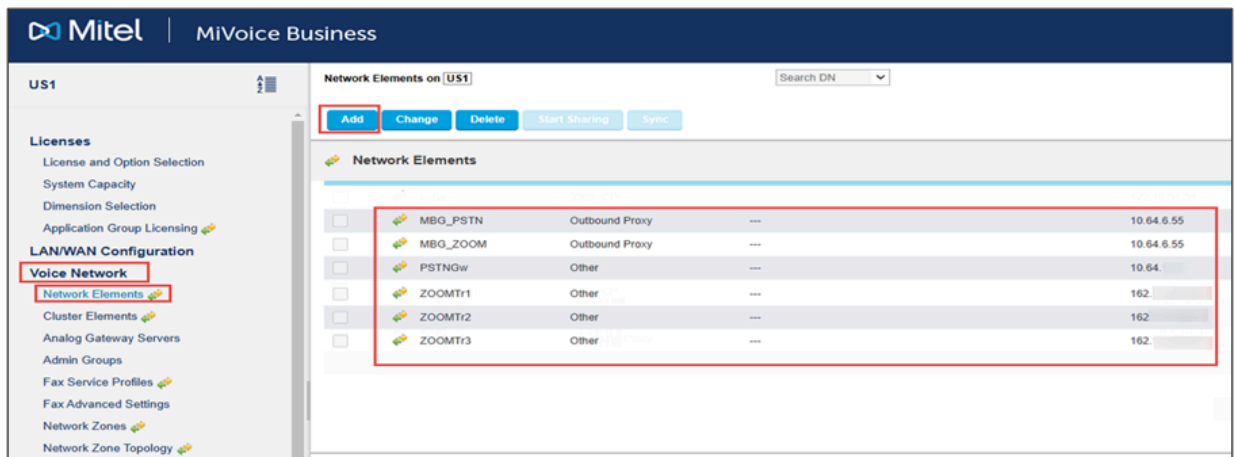 Mitel | MiVoice Business
US1
Network Elements on US1
Search DN
Add Change Delete Start Sharing Sync
Licenses
License and Option Selection
System Capacity
Dimension Selection
Application Group Licensing
LAN/WAN Configuration
Voice Network
Network Elements
Cluster Elements
Analog Gateway Servers
Admin Groups
Fax Service Profiles
Fax Advanced Settings
Network Zones
Network Zone Topology
Network Elements
MBG_PSTN Outbound Proxy --- 10.64.6.55
MBG_ZOOM Outbound Proxy --- 10.64.6.55
PSTNGw Other --- 10.64.
ZOOMTr1 Other --- 162.
ZOOMTr2 Other --- 162
ZOOMTr3 Other --- 162.